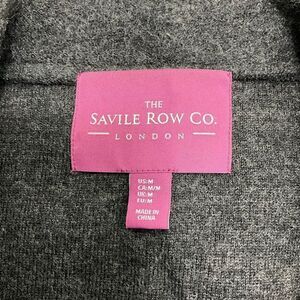 THE
SAVILE ROW CO.
LONDON
US:M
CA:M/M
UK:M
EU:M
MADE IN
CHINA